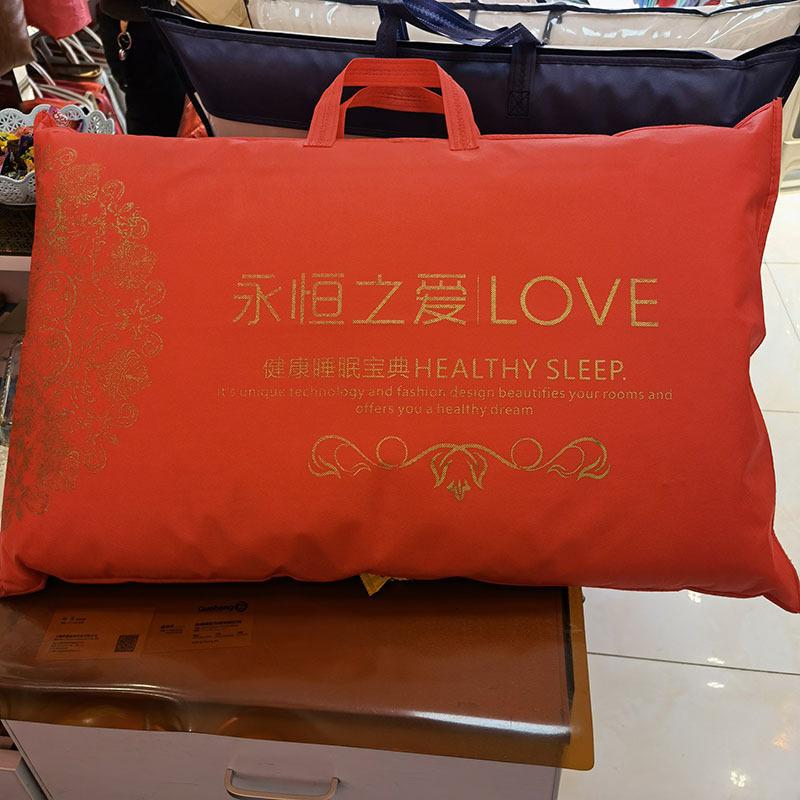 永恒之爱|LOVE
健康睡眠宝典HEALTHY SLEEP.
It's unique technology and fashion design beautifies your rooms and
offers you a healthy dream